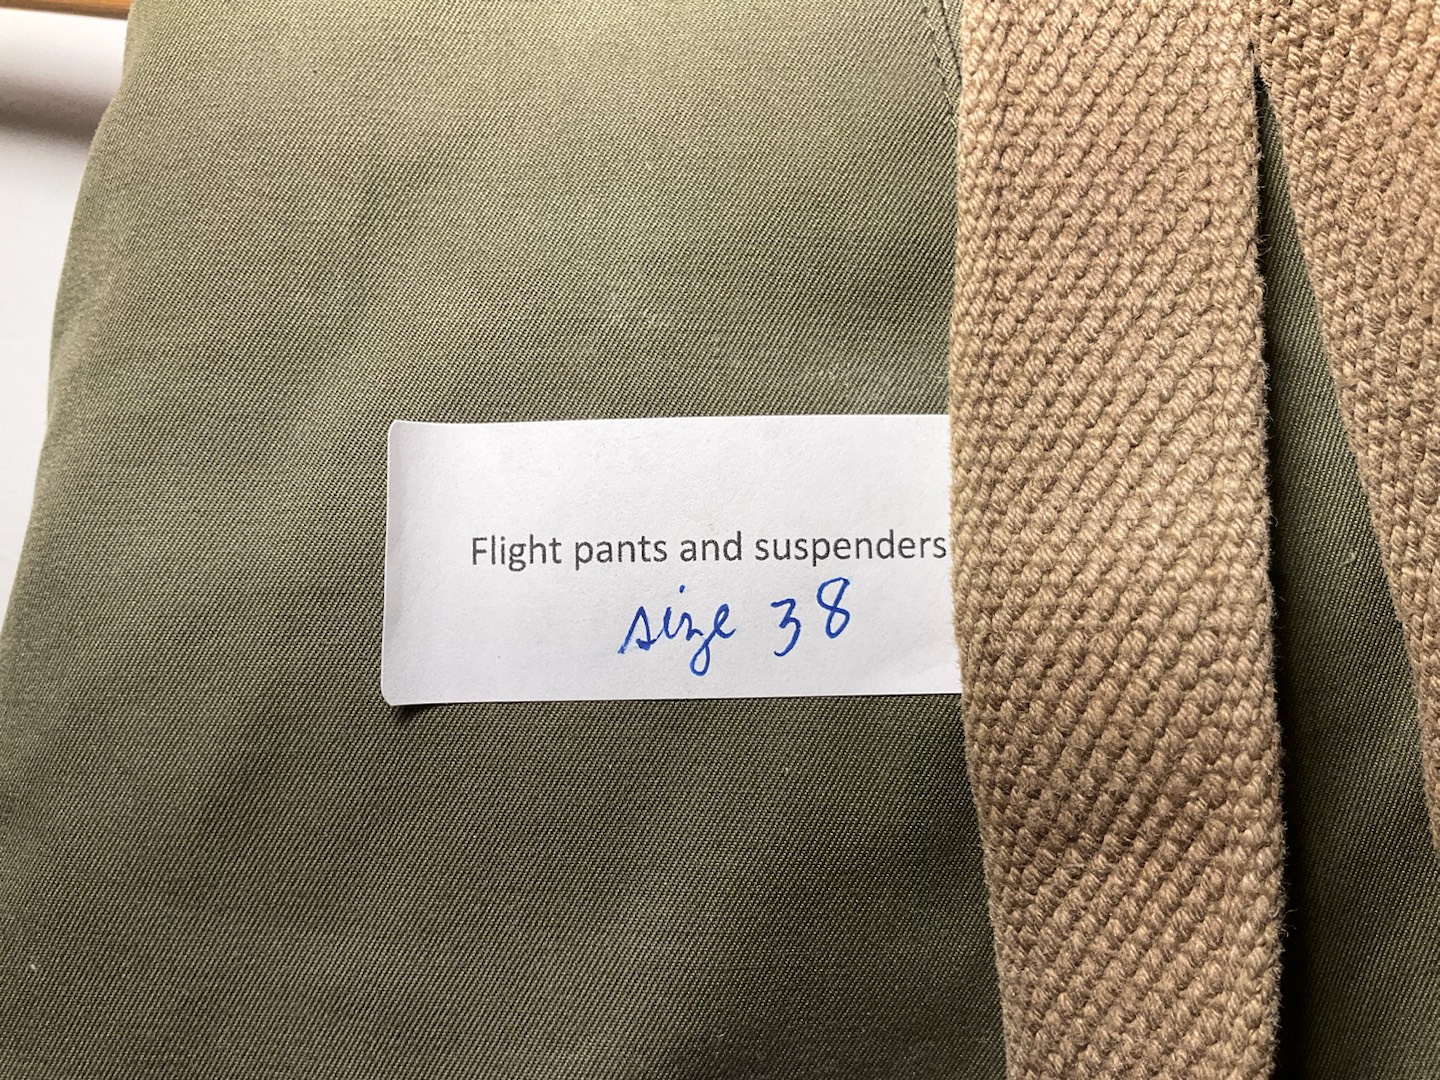 Flight pants and suspenders
size 38